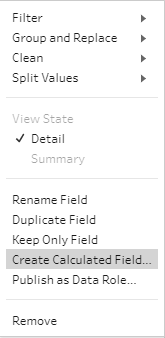 Filter
Group and Replace
Clean
Split Values
View State
Detail
Summary
Rename Field
Duplicate Field
Keep Only Field
Create Calculated Field...
Publish as Data Role...
Remove